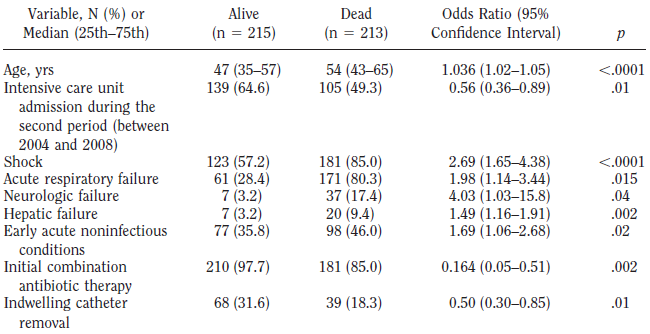 Variable, N (%) or Alive Dead Odds Ratio (95%
Median (25th–75th) (n = 215) (n = 213) Confidence Interval) p
Age, yrs 47 (35–57) 54 (43–65) 1.036 (1.02–1.05) <.0001
Intensive care unit 139 (64.6) 105 (49.3) 0.56 (0.36–0.89) .01
admission during the
second period (between
2004 and 2008)
Shock 123 (57.2) 181 (85.0) 2.69 (1.65–4.38) <.0001
Acute respiratory failure 61 (28.4) 171 (80.3) 1.98 (1.14–3.44) .015
Neurologic failure 7 (3.2) 37 (17.4) 4.03 (1.03–15.8) .04
Hepatic failure 7 (3.2) 20 (9.4) 1.49 (1.16–1.91) .002
Early acute noninfectious 77 (35.8) 98 (46.0) 1.69 (1.06–2.68) .02
conditions
Initial combination 210 (97.7) 181 (85.0) 0.164 (0.05–0.51) .002
antibiotic therapy
Indwelling catheter 68 (31.6) 39 (18.3) 0.50 (0.30–0.85) .01
removal